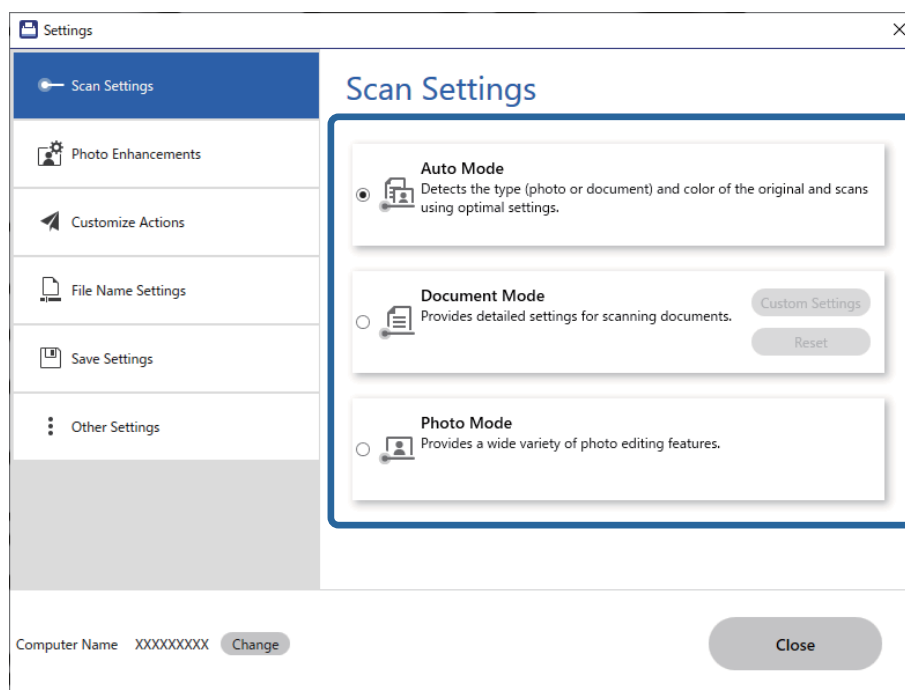 Settings
Scan Settings
Photo Enhancements
Customize Actions
File Name Settings
Save Settings
Other Settings
Scan Settings
Auto Mode
Detects the type (photo or document) and color of the original and scans
using optimal settings.
Document Mode
Provides detailed settings for scanning documents.
Custom Settings
Reset
Photo Mode
Provides a wide variety of photo editing features.
Computer Name XXXXXXXXX Change
Close